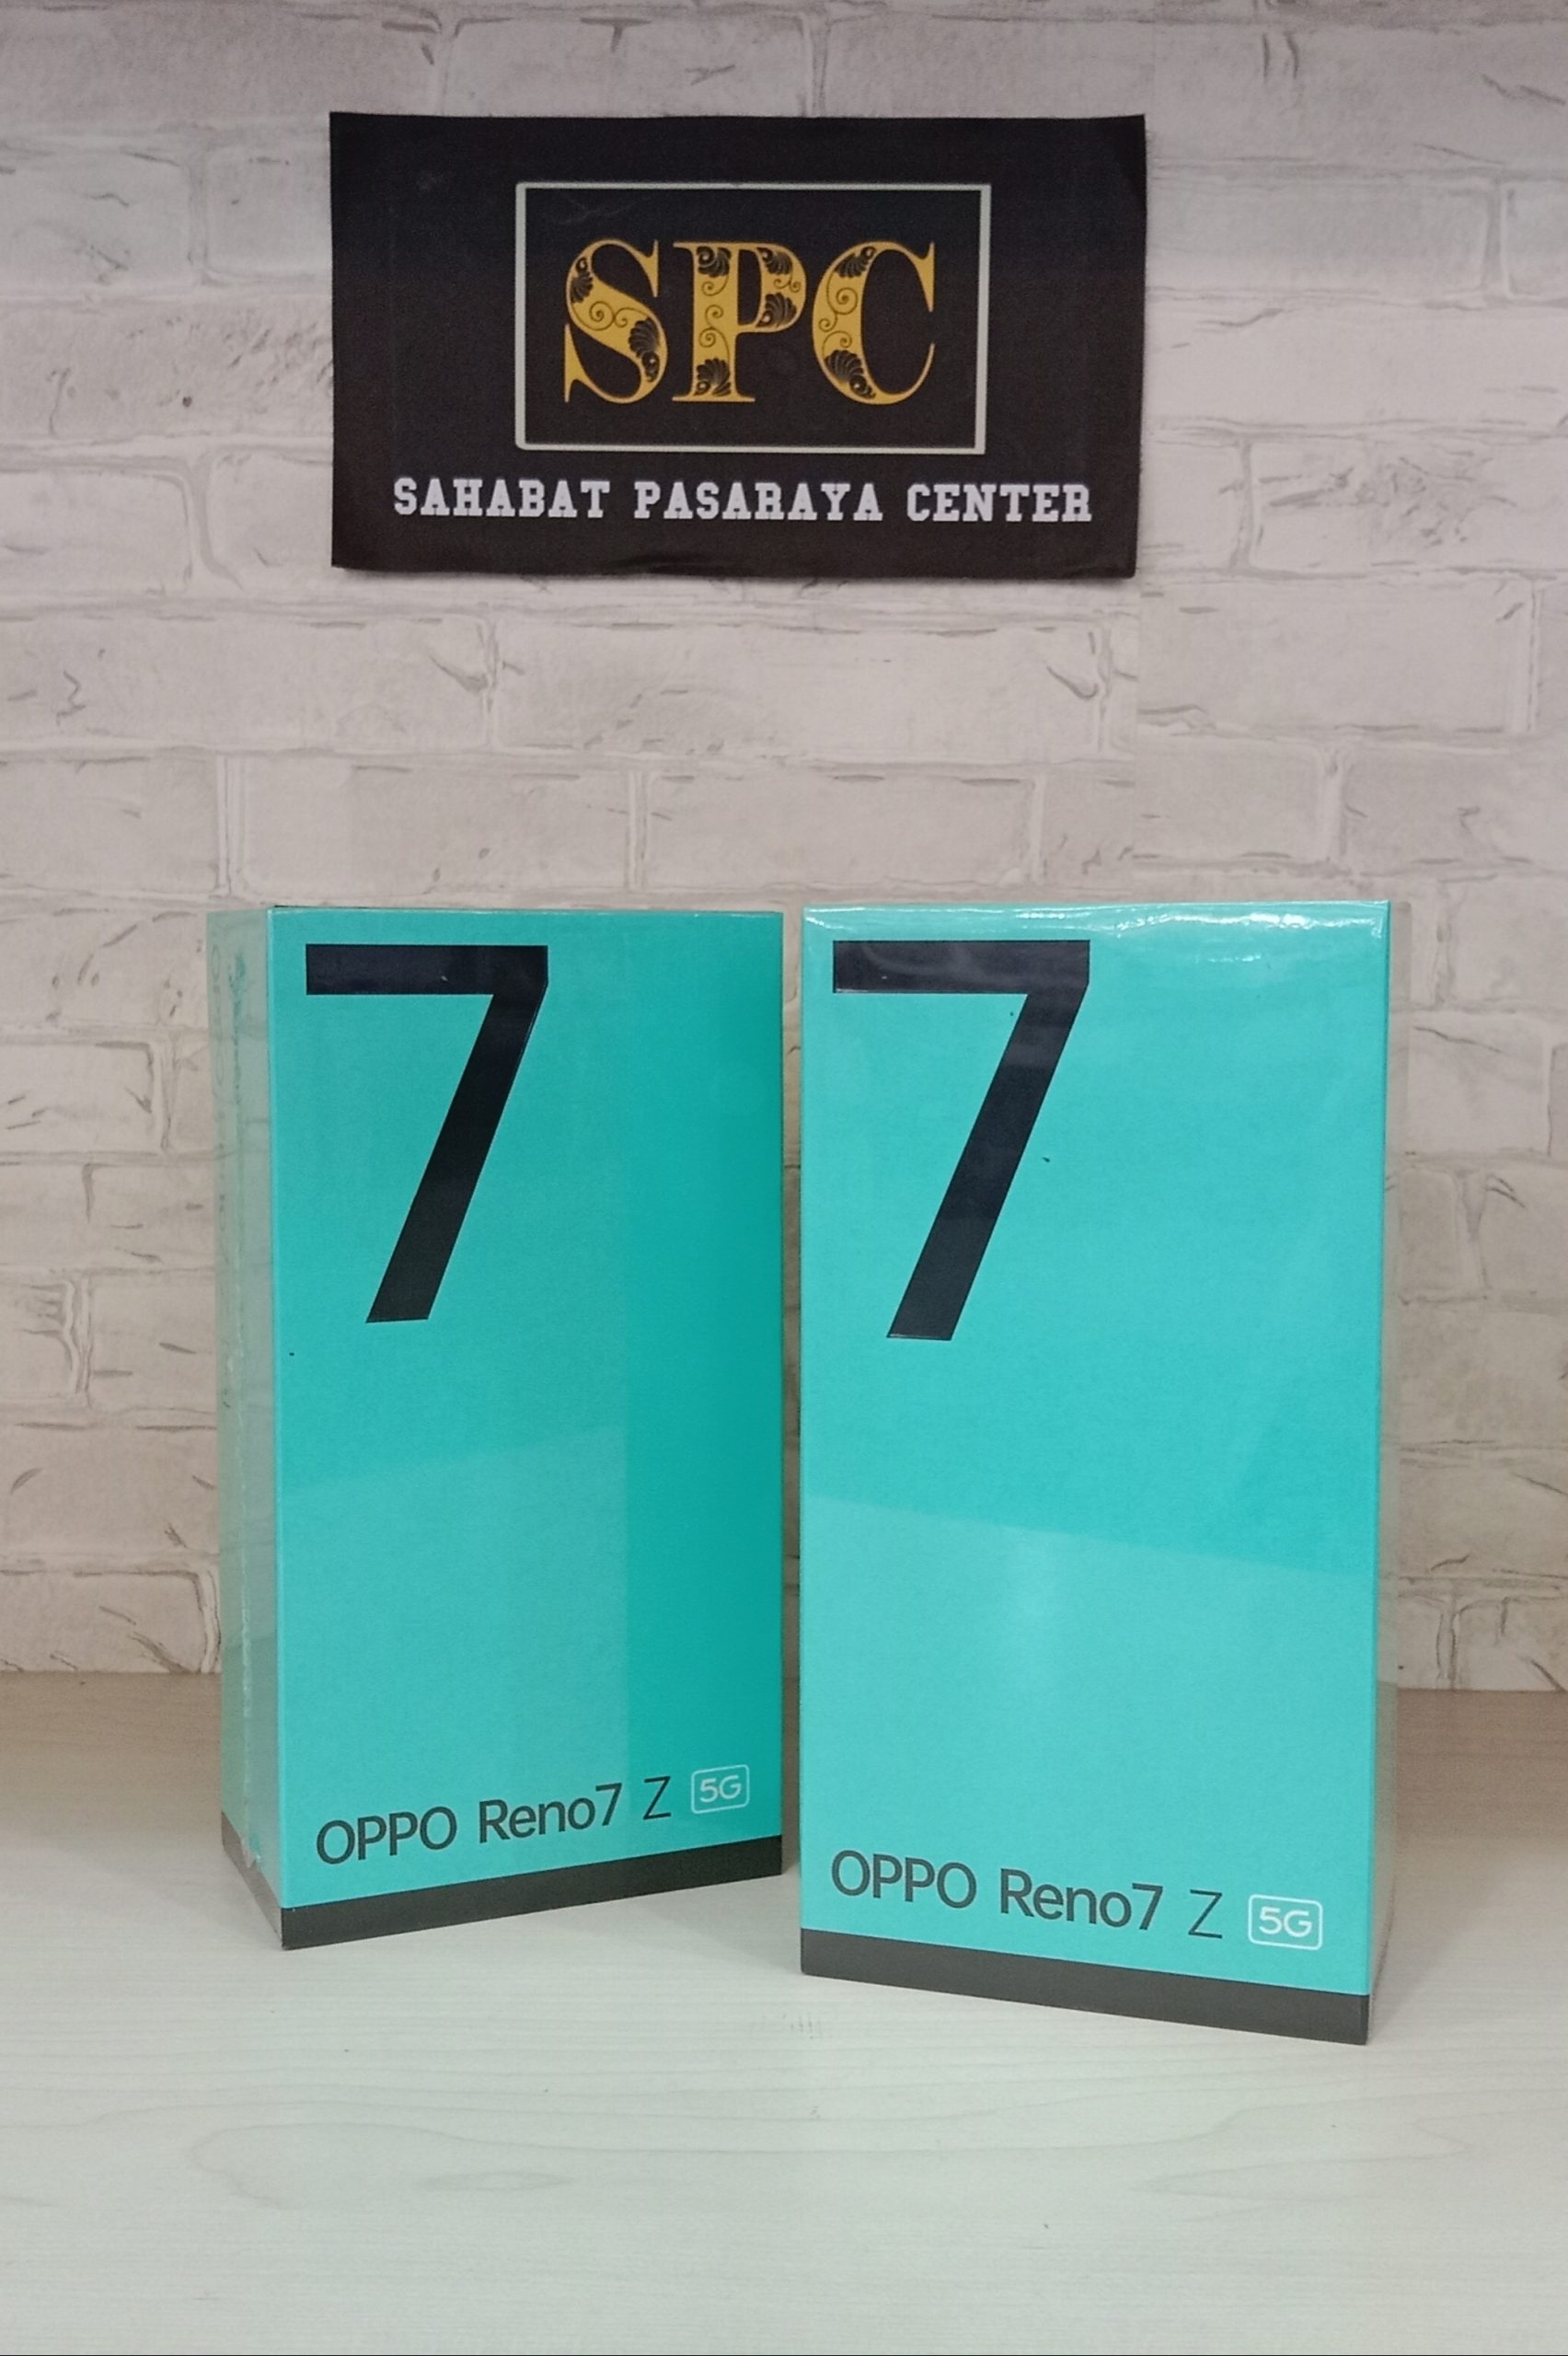 SPC
SAHABAT PASARAYA CENTER
7
OPPO Reno7 Z 5G
7
OPPO Reno7 Z 5G